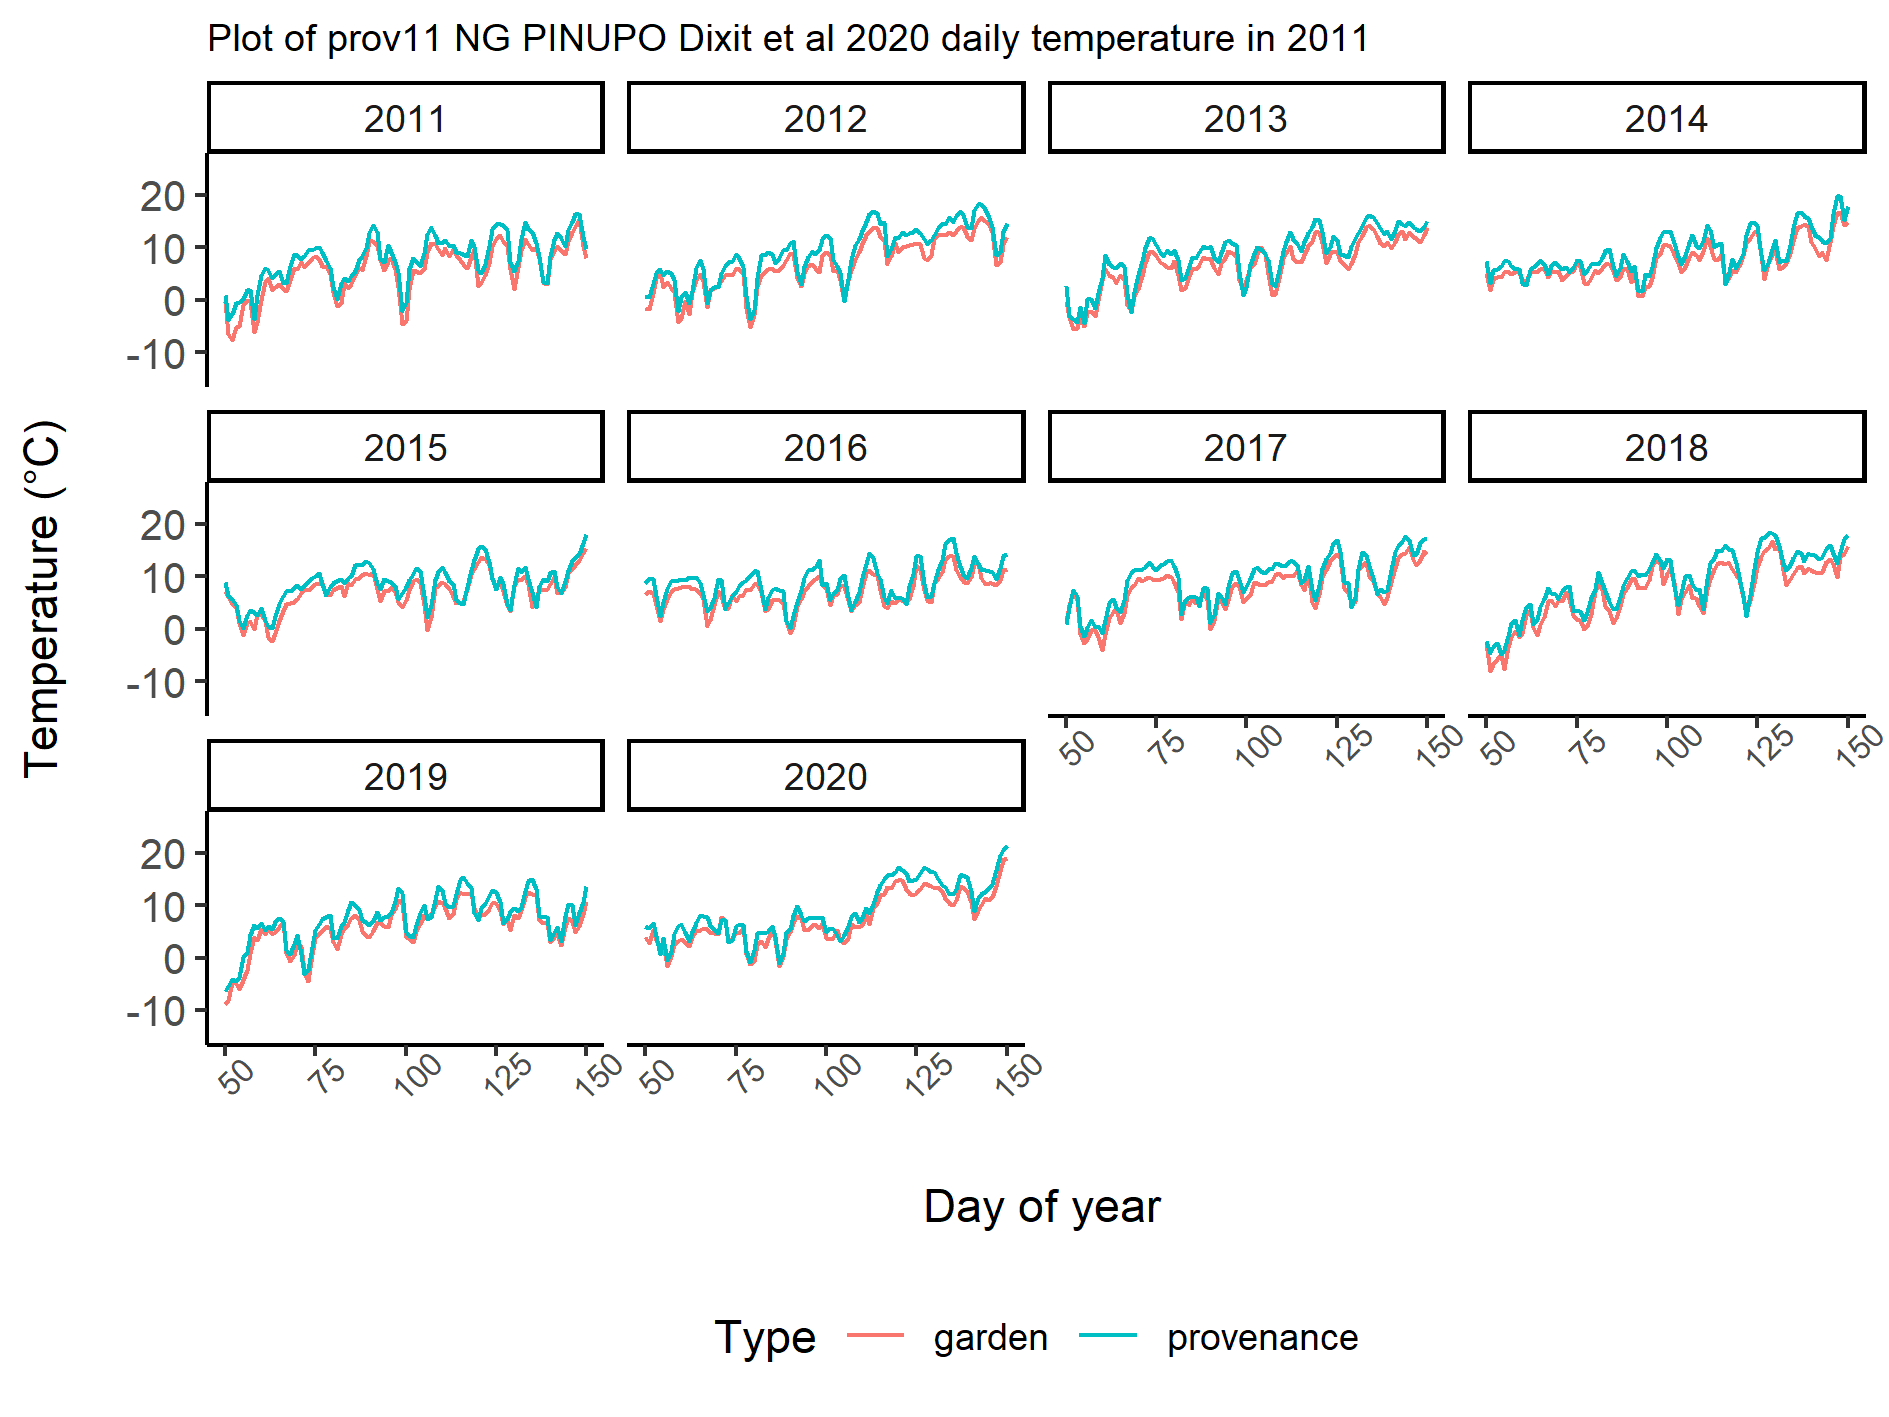 Plot of prov11 NG PINUPO Dixit et al 2020 daily temperature in 2011
2011 2012 2013 2014
20
10
0
-10
2015 2016 2017 2018
20
10
0
-10
50 75 100 125 150 50 75 100 125 150
2019 2020
20
10
0
-10
50 75 100 125 150 50 75 100 125 150
Temperature (°C)
Day of year
Type garden provenance